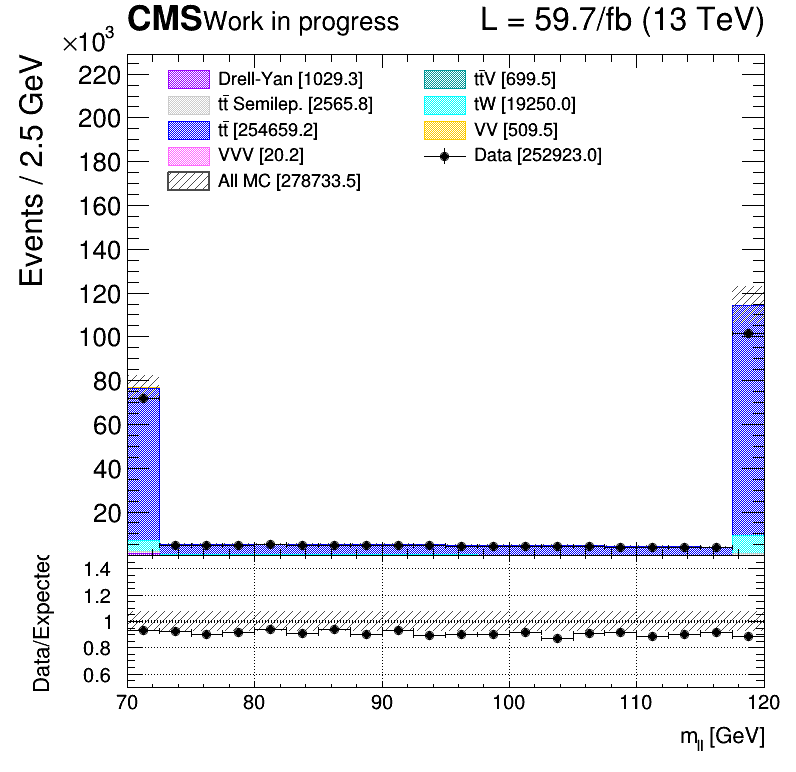 CMS Work in progress L = 59.7/fb (13 TeV)
×10³
Events / 2.5 GeV
220
200
180
160
140
120
100
80
60
40
20
Drell-Yan [1029.3]
tt̄ Semilep. [2565.8]
tt̄ [254659.2]
VVV [20.2]
All MC [278733.5]
tt̄V [699.5]
tW [19250.0]
VV [509.5]
Data [252923.0]
Data/Expected
1.4
1.2
1
0.8
0.6
70 80 90 100 110 120
m_ll [GeV]